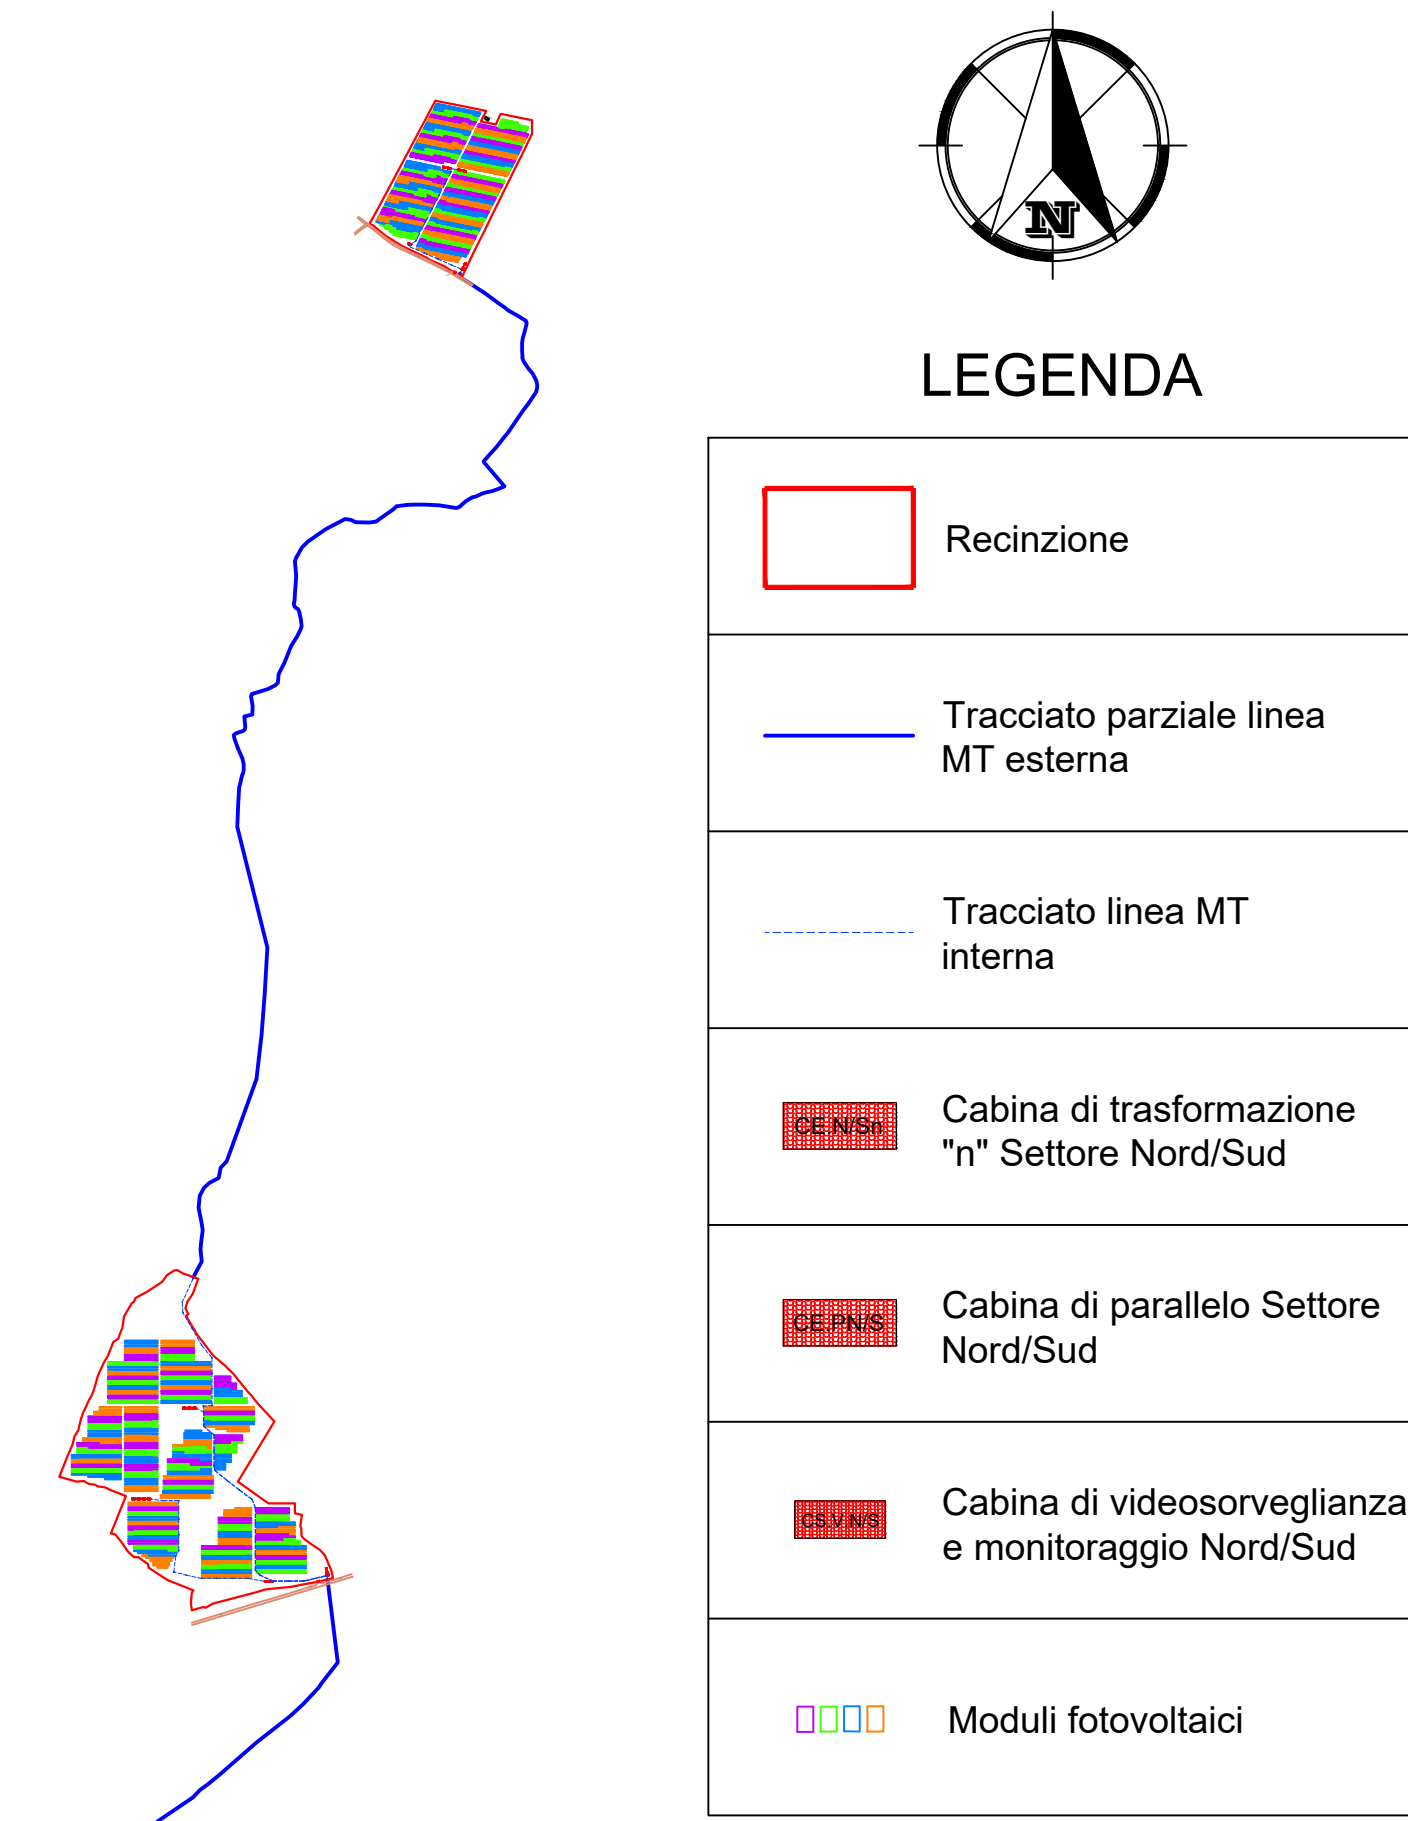 N
LEGENDA
Recinzione
Tracciato parziale linea
MT esterna
Tracciato linea MT
interna
CE.N/Sn
Cabina di trasformazione
"n" Settore Nord/Sud
CE.PN/S
Cabina di parallelo Settore
Nord/Sud
CS.V.N/S
Cabina di videosorveglianza
e monitoraggio Nord/Sud
Moduli fotovoltaici